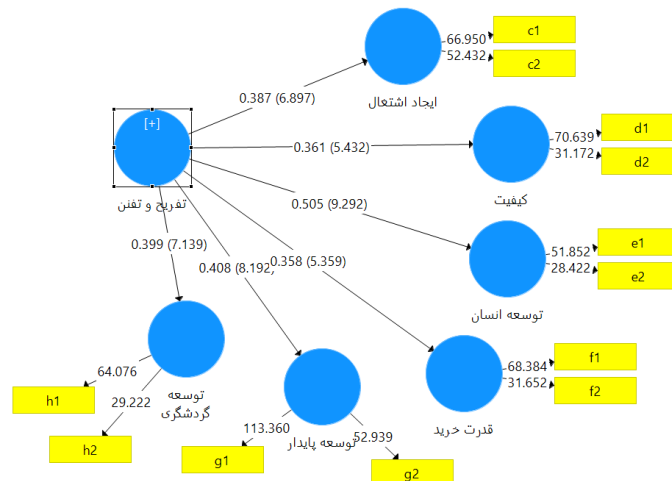 66.950
c1
52.432
c2
0.387 (6.897)
ایجاد اشتغال
[+]
70.639
d1
0.361 (5.432)
31.172
d2
تفریح و تفنن
کیفیت
0.505 (9.292)
51.852
e1
0.399 (7.139)
28.422
e2
0.408 (8.192,
0.358 (5.359)
توسعه انسان
64.076
68.384
f1
h1
31.652
f2
29.222
توسعه
گردشگری
113.360
توسعه پایدار
52.939
قدرت خرید
h2
g1
g2